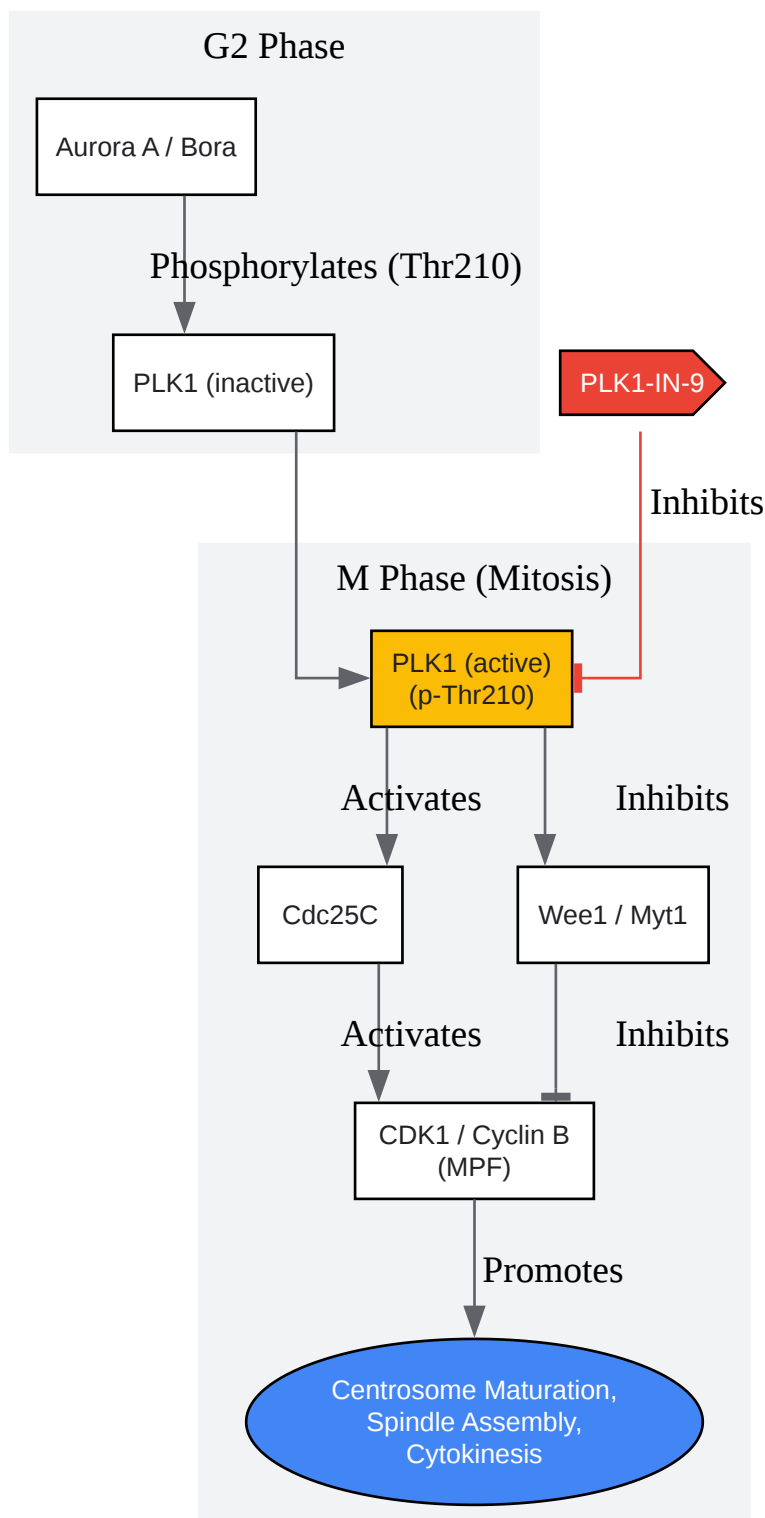 G2 Phase
Aurora A / Bora
Phosphorylates (Thr210)
PLK1 (inactive)
PLK1-IN-9
Inhibits
M Phase (Mitosis)
PLK1 (active)
(p-Thr210)
Activates
Inhibits
Cdc25C
Wee1 / Myt1
Activates
Inhibits
CDK1 / Cyclin B
(MPF)
Promotes
Centrosome Maturation,
Spindle Assembly,
Cytokinesis